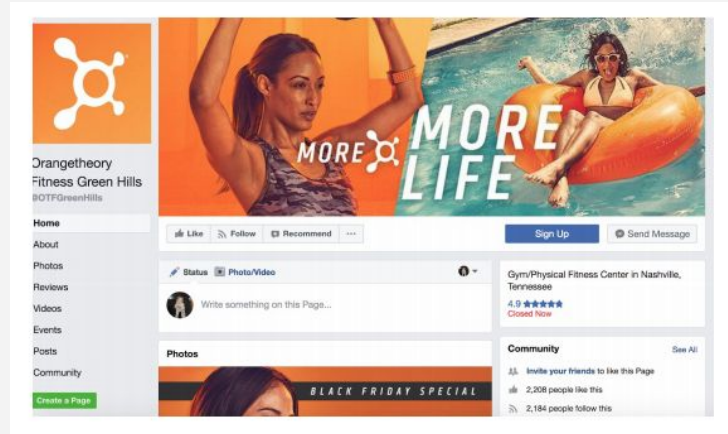 MORE MORE
LIFE
Orangetheory
Fitness Green Hills
@OTFGreenHills
Home
About
Photos
Reviews
Videos
Events
Posts
Community
Create a Page
Like Follow Recommend ...
Sign Up Send Message
Status Photo/Video
Write something on this Page...
Photos
BLACK FRIDAY SPECIAL
Gym/Physical Fitness Center in Nashville,
Tennessee
4.9 ★★★★★
Closed Now
Community See All
Invite your friends to like this Page
2,208 people like this
2,184 people follow this